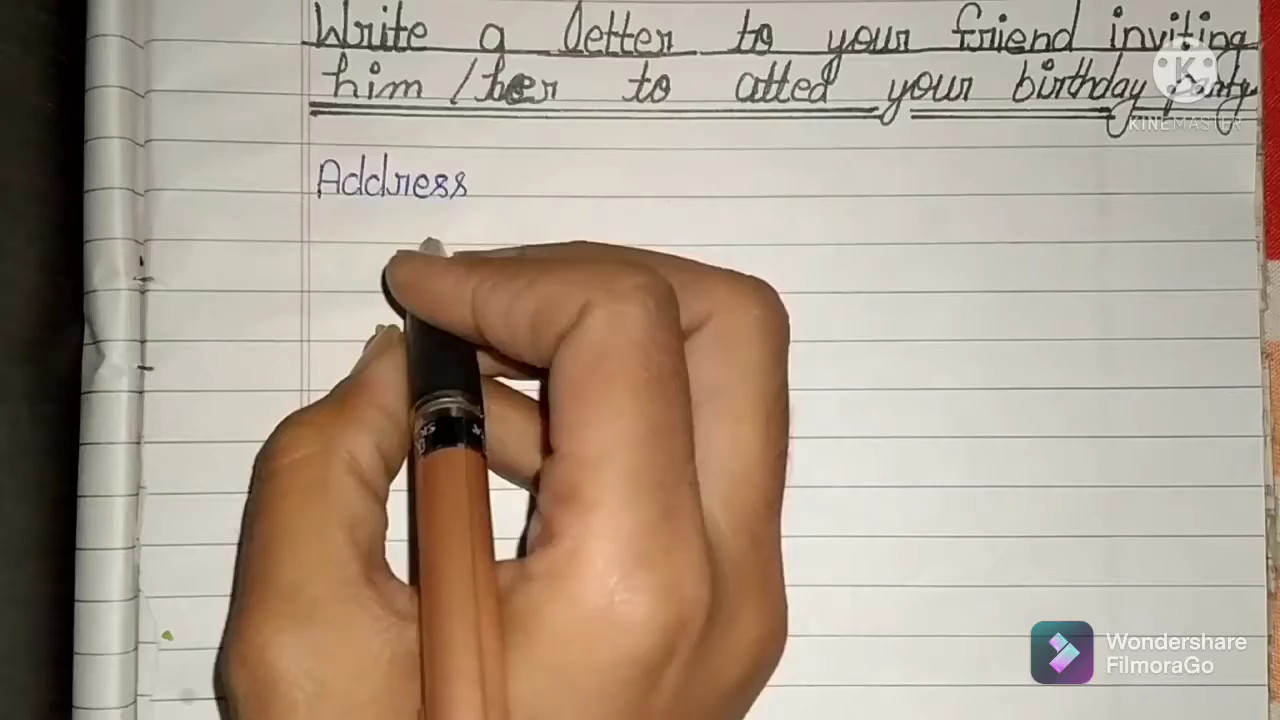 Write a letter to your friend inviting
him / her to atted your birthday party
Address
KINEMASTER
Wondershare
FilmoraGo